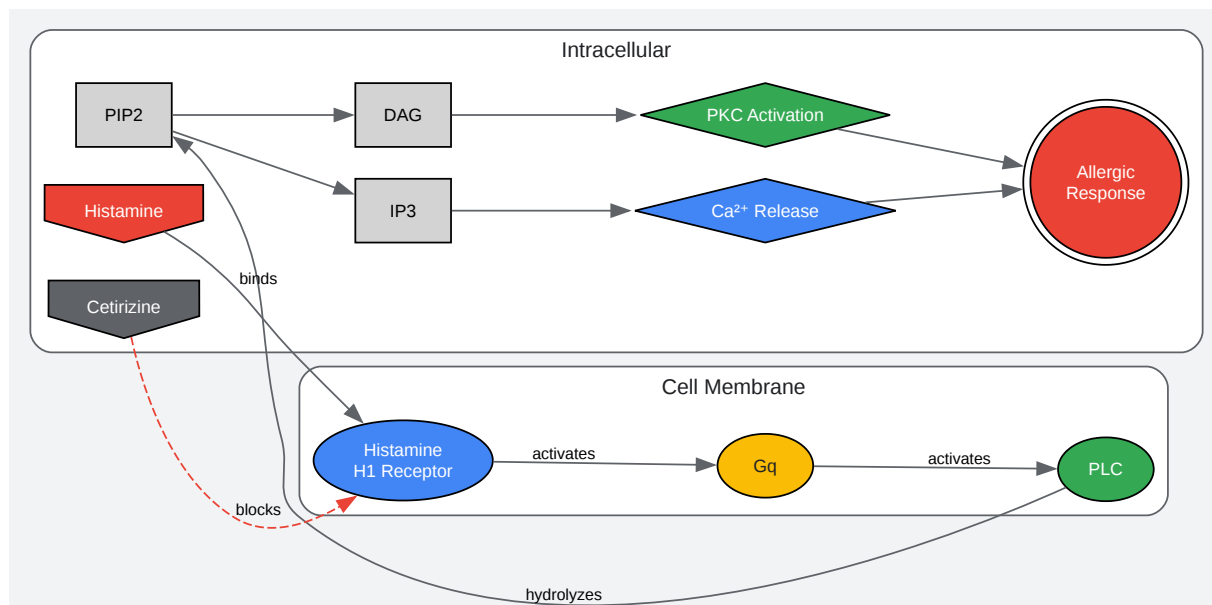 Intracellular
PIP2
DAG
PKC Activation
Allergic
Response
Histamine
IP3
Ca²⁺ Release
binds
Cetirizine
Cell Membrane
Histamine
H1 Receptor
activates
Gq
activates
PLC
blocks
hydrolyzes